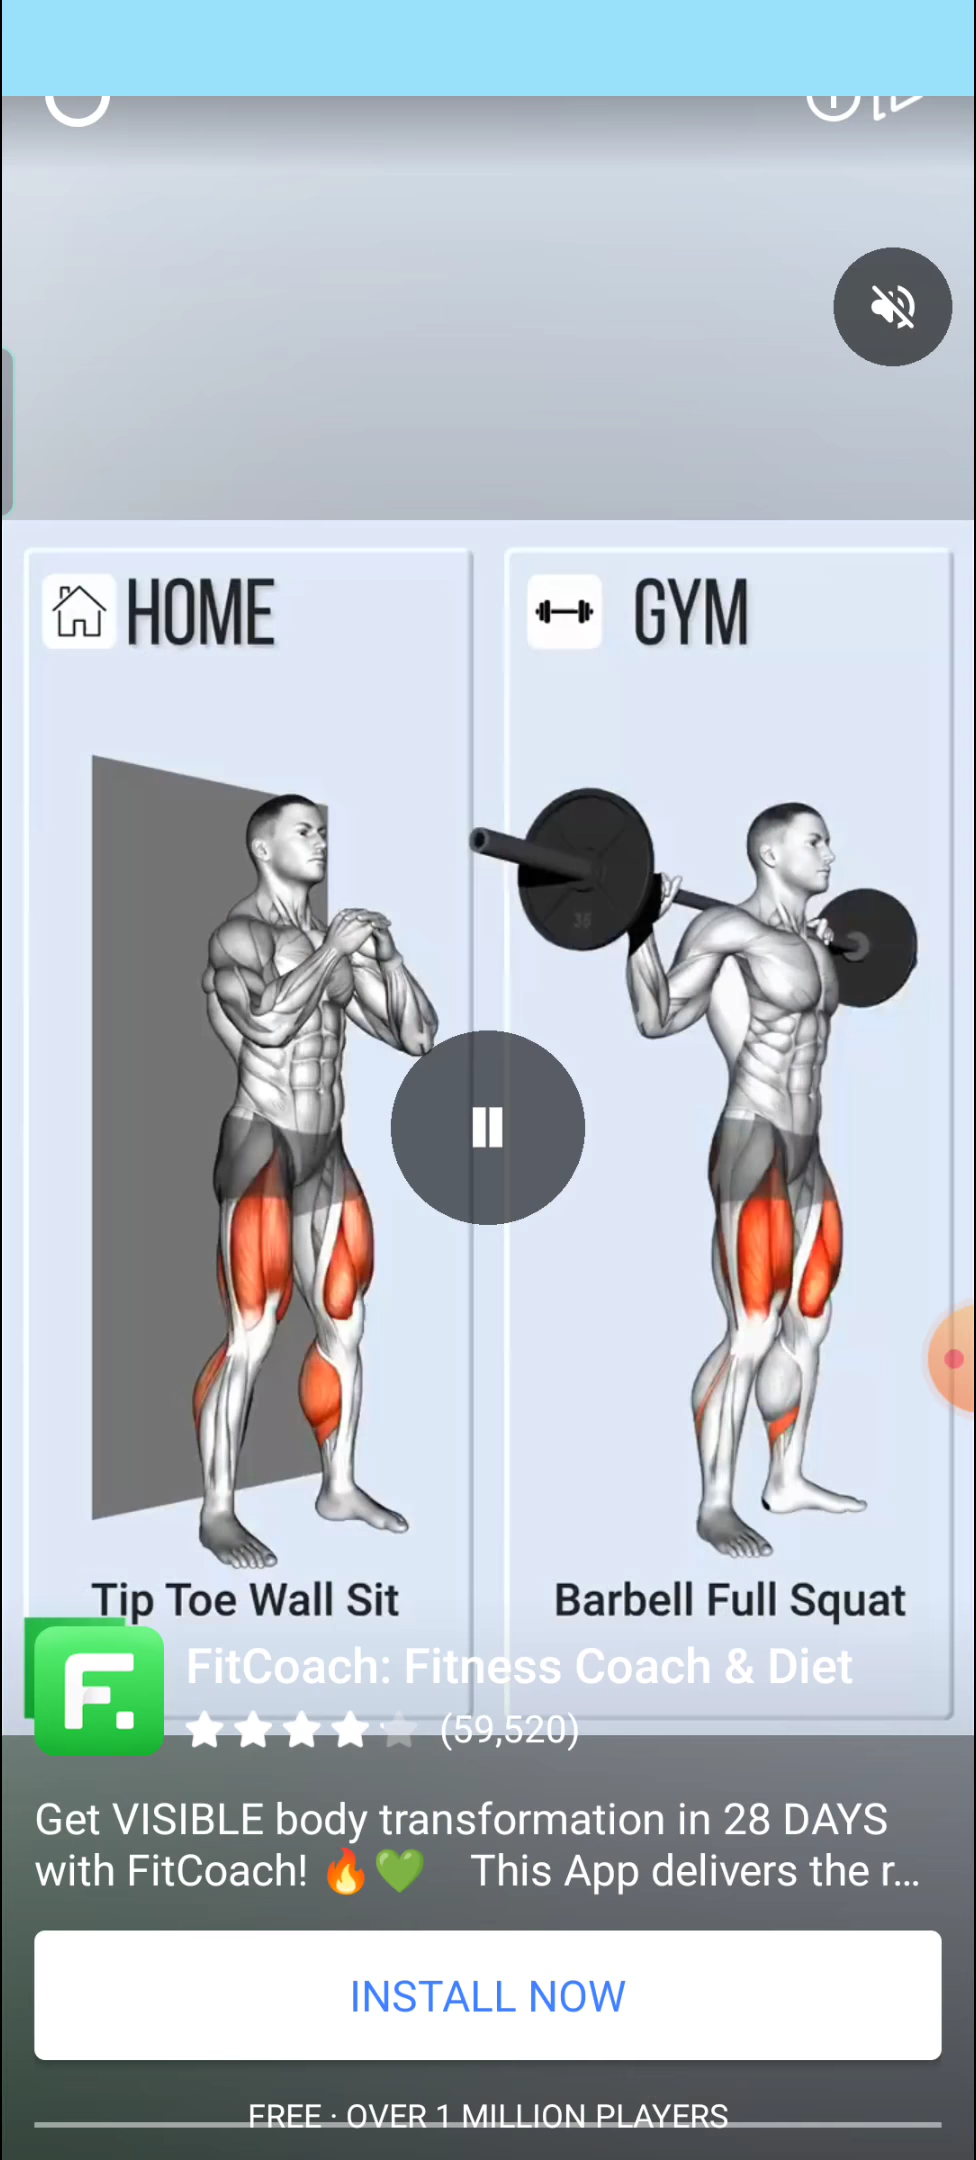 HOME
GYM
35
Tip Toe Wall Sit
Barbell Full Squat
F.
FitCoach: Fitness Coach & Diet
(59,520)
Get VISIBLE body transformation in 28 DAYS
with FitCoach! 🔥💚 This App delivers the r...
INSTALL NOW
FREE · OVER 1 MILLION PLAYERS